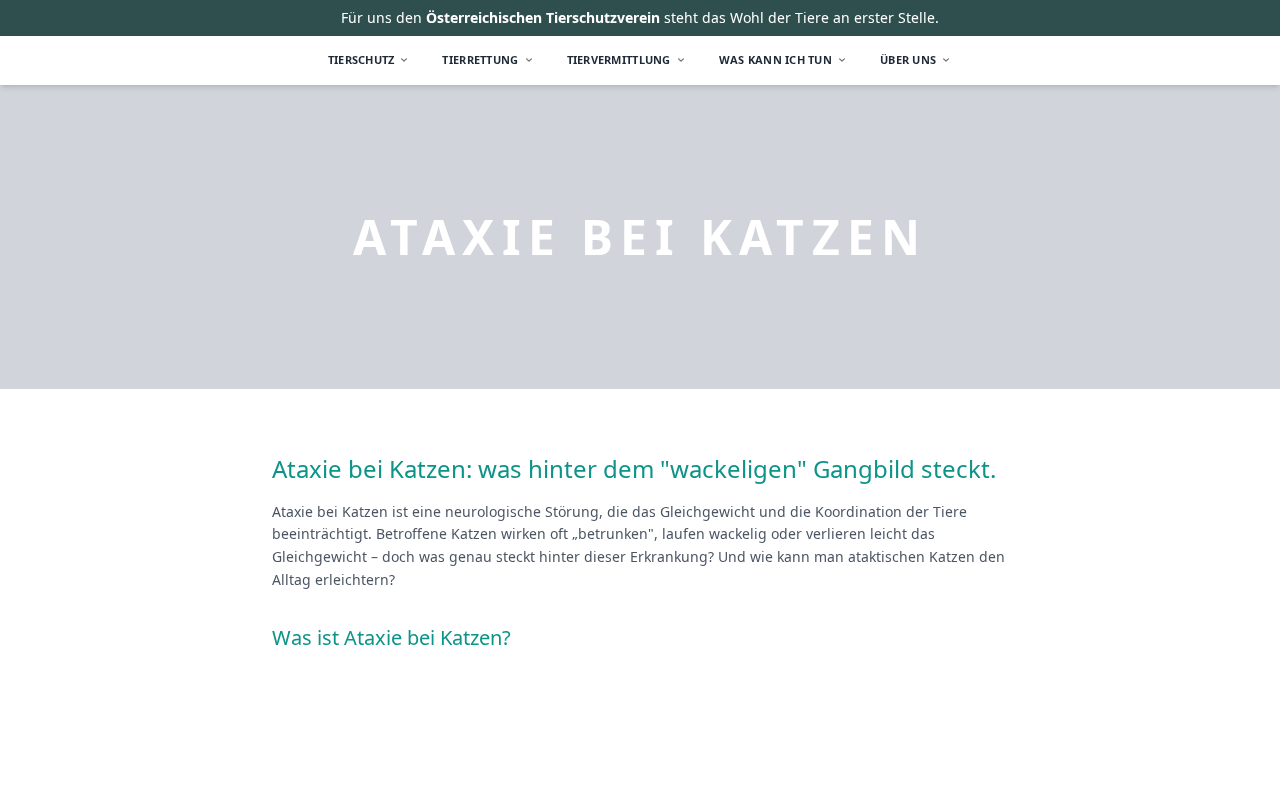 Für uns den Österreichischen Tierschutzverein steht das Wohl der Tiere an erster Stelle.
TIERSCHUTZ TIERRETTUNG TIERVERMITTLUNG WAS KANN ICH TUN ÜBER UNS
ATAXIE BEI KATZEN
Ataxie bei Katzen: was hinter dem "wackeligen" Gangbild steckt.
Ataxie bei Katzen ist eine neurologische Störung, die das Gleichgewicht und die Koordination der Tiere
beeinträchtigt. Betroffene Katzen wirken oft „betrunken", laufen wackelig oder verlieren leicht das
Gleichgewicht – doch was genau steckt hinter dieser Erkrankung? Und wie kann man ataktischen Katzen den
Alltag erleichtern?
Was ist Ataxie bei Katzen?